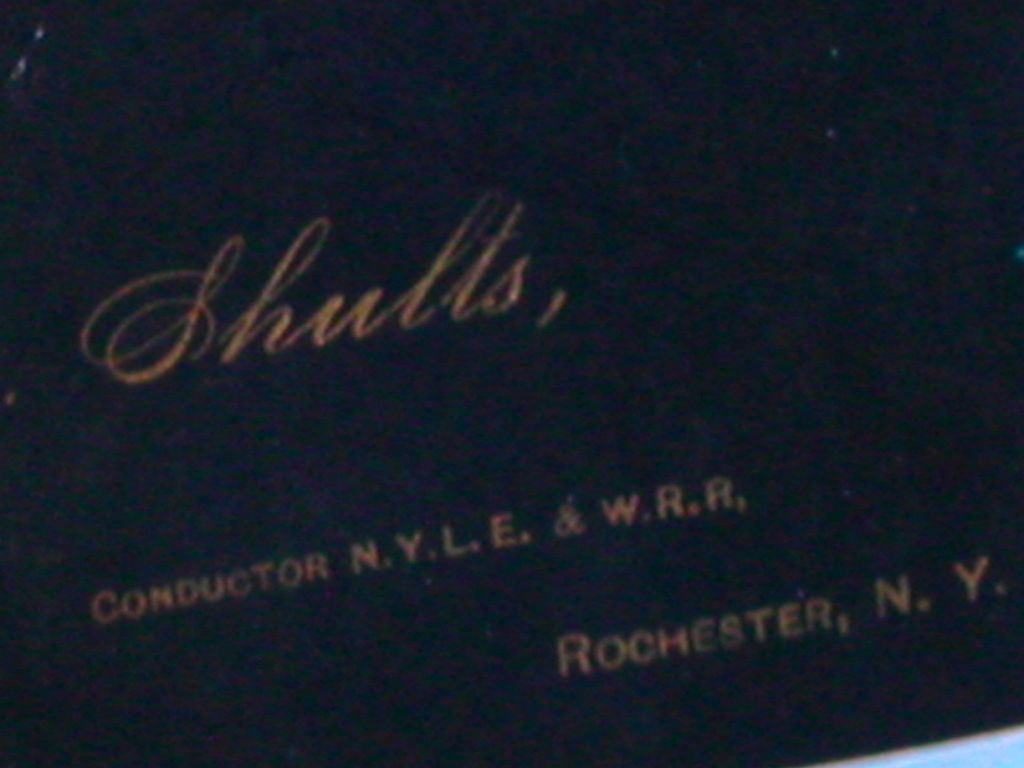 . Shults,
CONDUCTOR N.Y.L.E. & W.R.R,
ROCHESTER, N. Y.